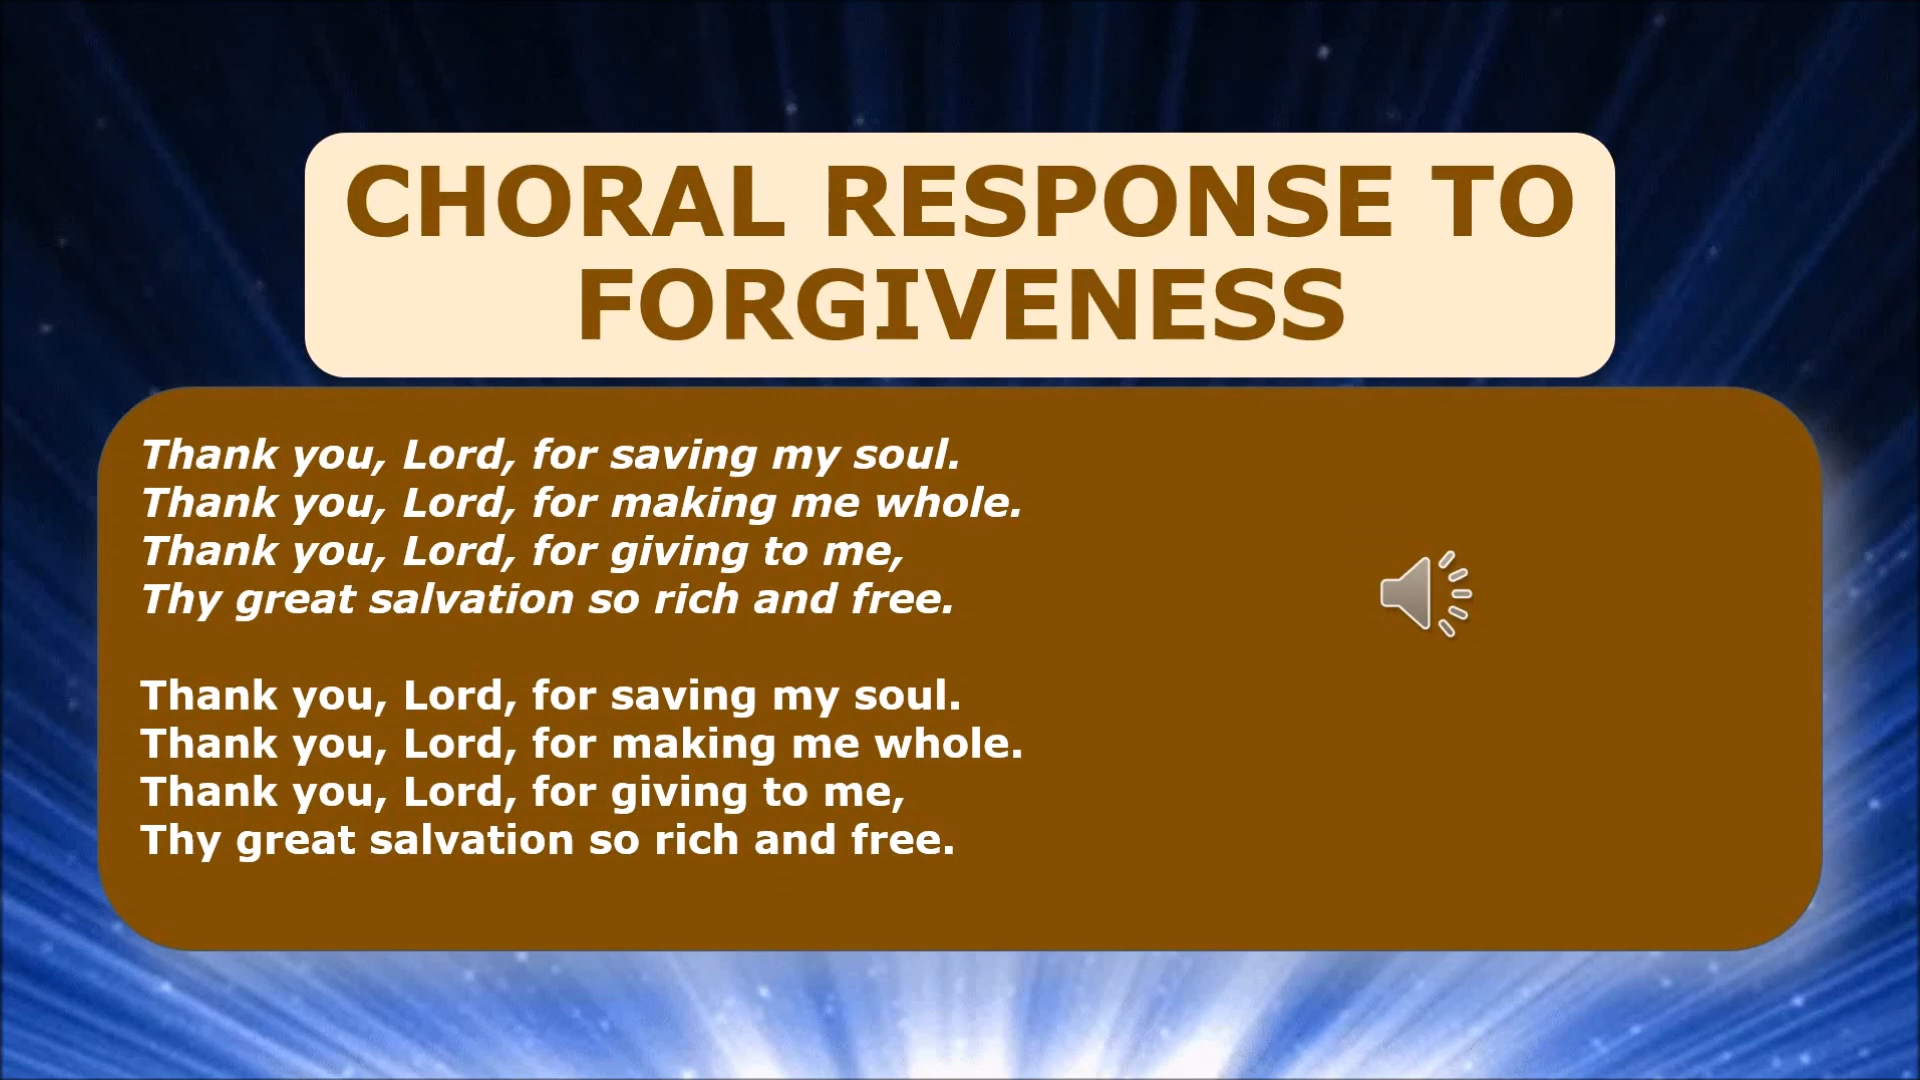 CHORAL RESPONSE TO
FORGIVENESS
Thank you, Lord, for saving my soul.
Thank you, Lord, for making me whole.
Thank you, Lord, for giving to me,
Thy great salvation so rich and free.
Thank you, Lord, for saving my soul.
Thank you, Lord, for making me whole.
Thank you, Lord, for giving to me,
Thy great salvation so rich and free.